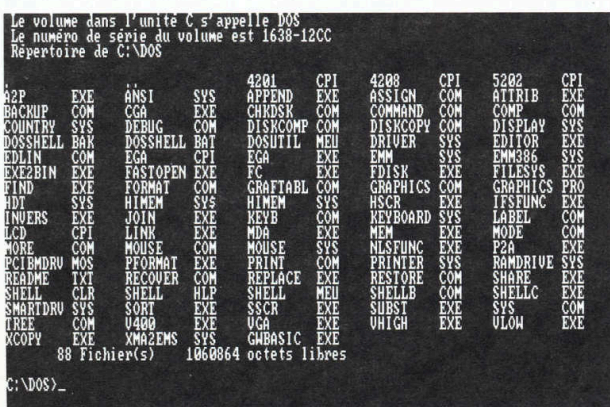 Le volume dans l'unité C s'appelle DOS
Le numéro de série du volume est 1638-12CC
Répertoire de C:\DOS
. .. 4201 CPI 4208 CPI 5202 CPI
A2P EXE ANSI SYS APPEND EXE ASSIGN COM ATTRIB EXE
BACKUP COM CGA EXE CHKDSK COM COMMAND COM COMP COM
COUNTRY SYS DEBUG COM DISKCOMP COM DISKCOPY COM DISPLAY SYS
DOSSHELL BAK DOSSHELL BAT DOSUTIL MEU DRIVER SYS EDITOR EXE
EDLIN COM EGA CPI EGA EXE EMM SYS EMM386 SYS
EXE2BIN EXE FASTOPEN EXE FC EXE FDISK EXE FILESYS EXE
FIND EXE FORMAT COM GRAFTABL COM GRAPHICS COM GRAPHICS PRO
HDT SYS HIMEM SY$ HIMEM SYS HSCR EXE IFSFUNC EXE
INVERS EXE JOIN EXE KEYB COM KEYBOARD SYS LABEL COM
LCD CPI LINK EXE MDA EXE MEM EXE MODE COM
MORE COM MOUSE COM MOUSE SYS NLSFUNC EXE P2A EXE
PCIBMDRV MOS PFORMAT EXE PRINT COM PRINTER SYS RAMDRIVE SYS
README TXT RECOVER COM REPLACE EXE RESTORE COM SHARE EXE
SHELL CLR SHELL HLP SHELL MEU SHELLB COM SHELLC EXE
SMARTDRV SYS SORT EXE SSCR EXE SUBST EXE SYS COM
TREE COM V400 EXE VGA EXE VHIGH EXE VLOW EXE
XCOPY EXE XMA2EMS SYS GWBASIC EXE
88 Fichier(s) 1060864 octets libres
C:\DOS>_